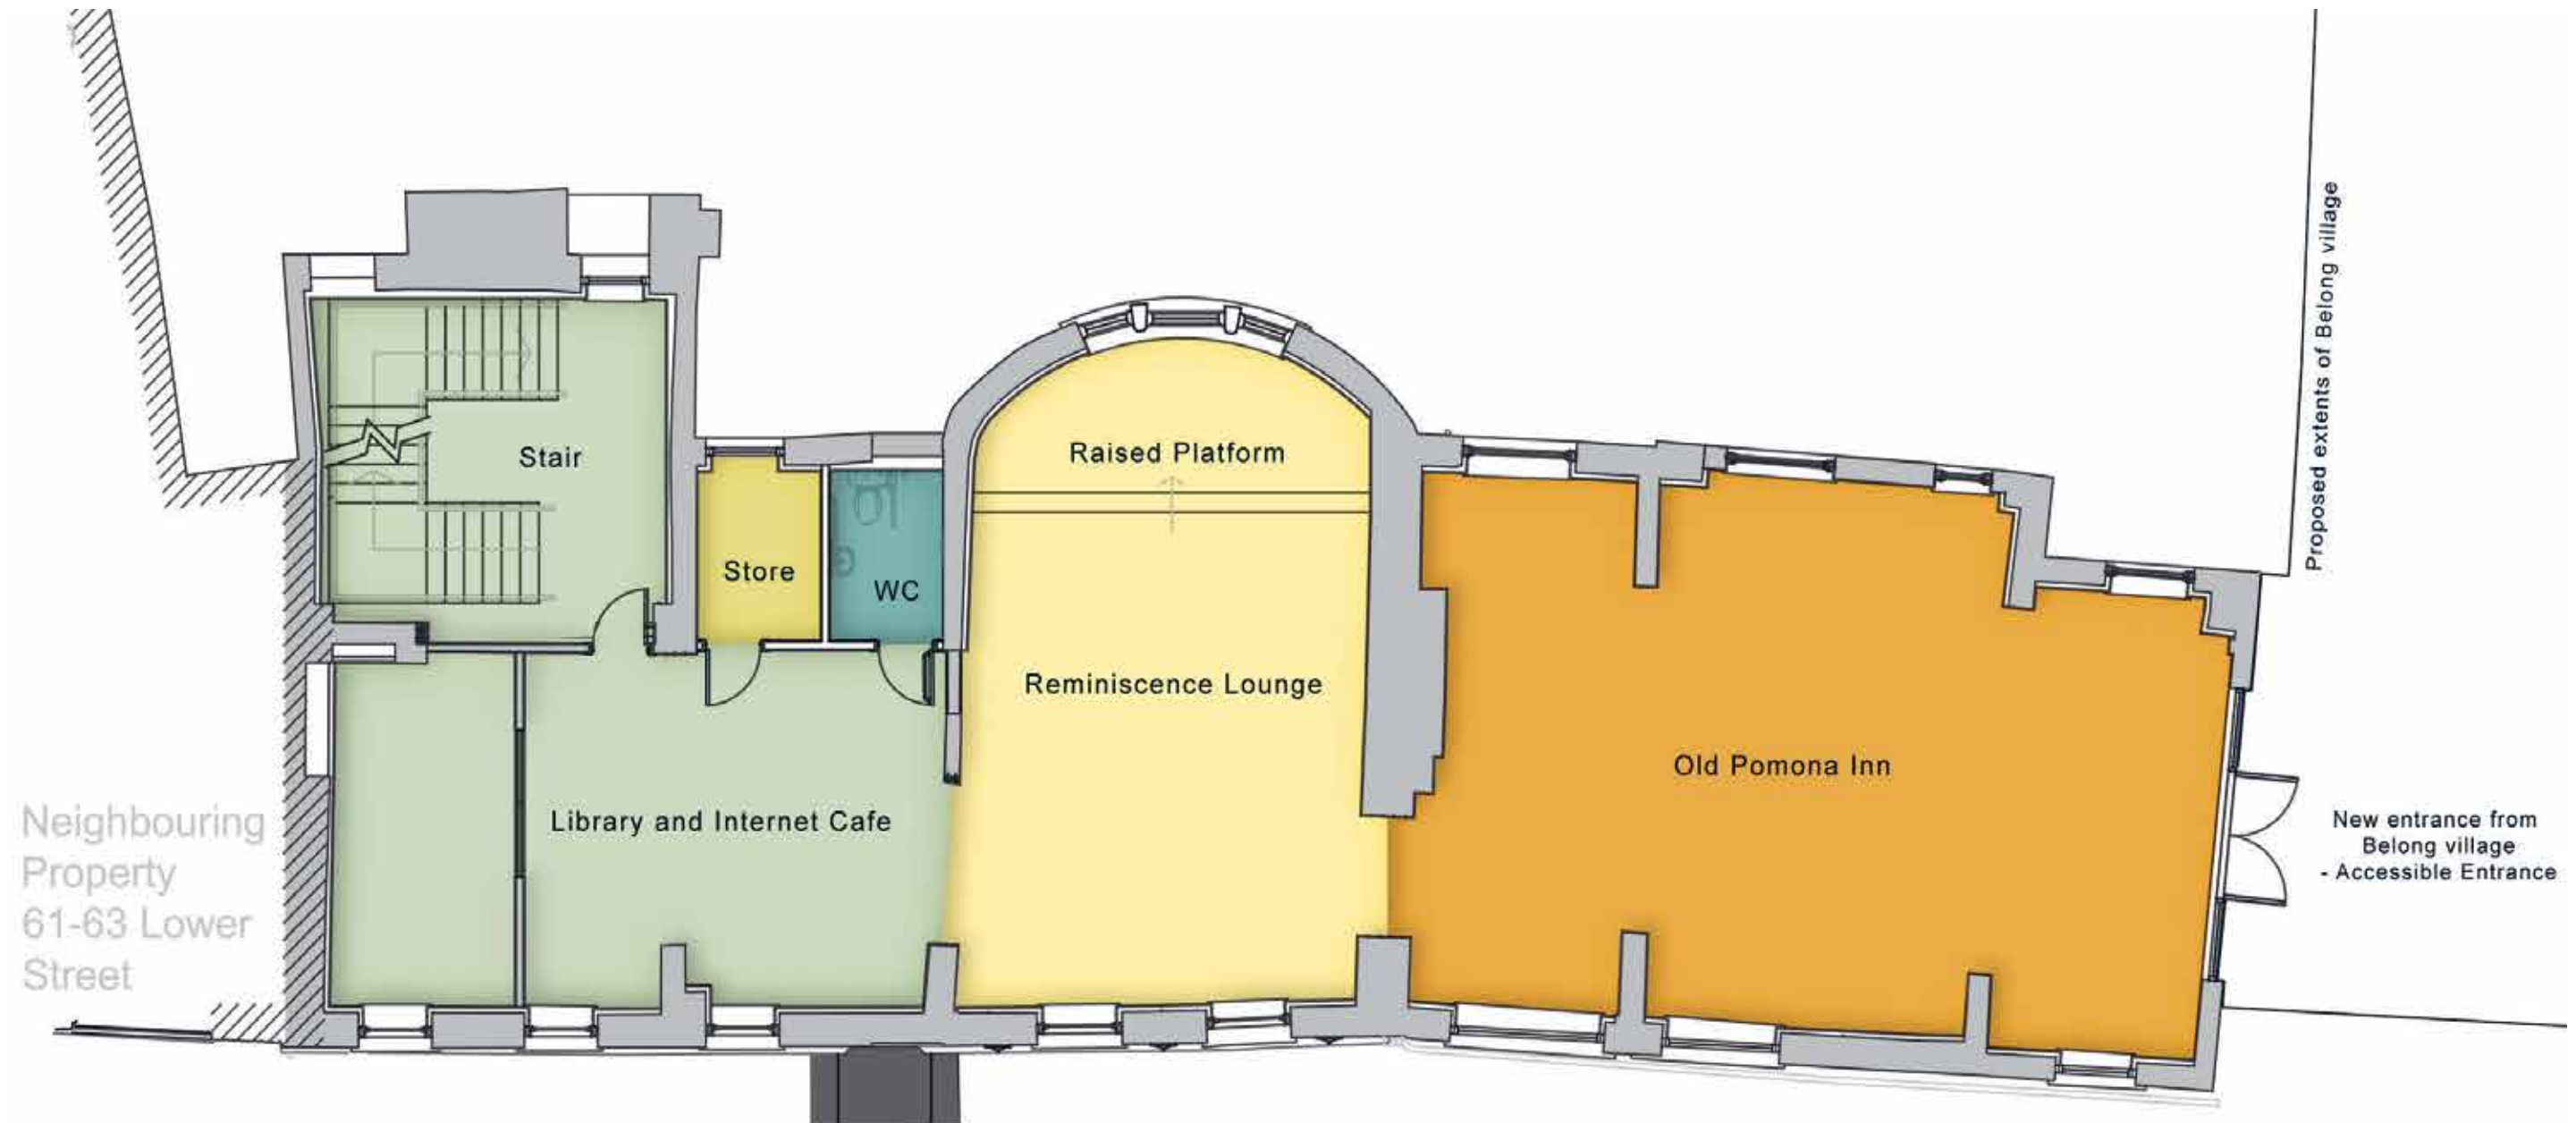 Proposed extents of Belong village
Stair
Raised Platform
Store
WC
Reminiscence Lounge
Old Pomona Inn
Library and Internet Cafe
Neighbouring
Property
61-63 Lower
Street
New entrance from
Belong village
- Accessible Entrance